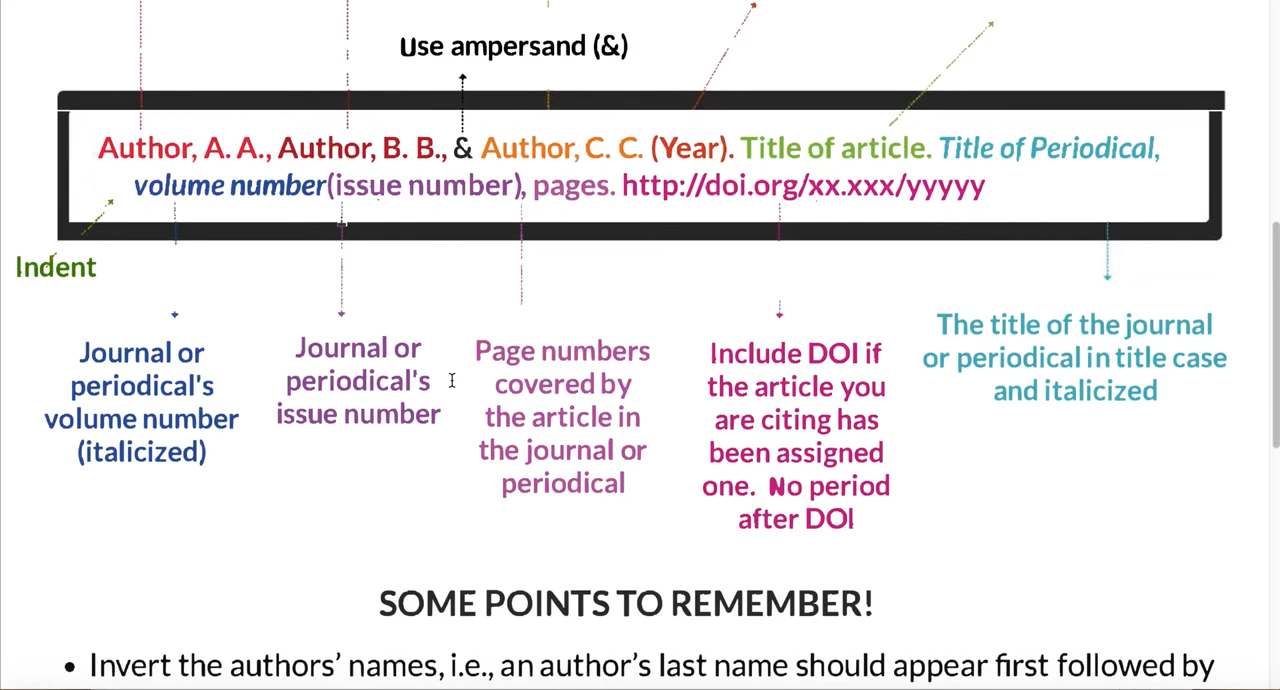 Use ampersand (&)
Author, A. A., Author, B. B., & Author, C. C. (Year). Title of article. Title of Periodical,
volume number(issue number), pages. http://doi.org/xx.xxx/yyyyy
Indent
Journal or
periodical's
volume number
(italicized)
Journal or
periodical's
issue number
Page numbers
covered by
the article in
the journal or
periodical
Include DOI if
the article you
are citing has
been assigned
one. No period
after DOI
The title of the journal
or periodical in title case
and italicized
SOME POINTS TO REMEMBER!
• Invert the authors’ names, i.e., an author’s last name should appear first followed by